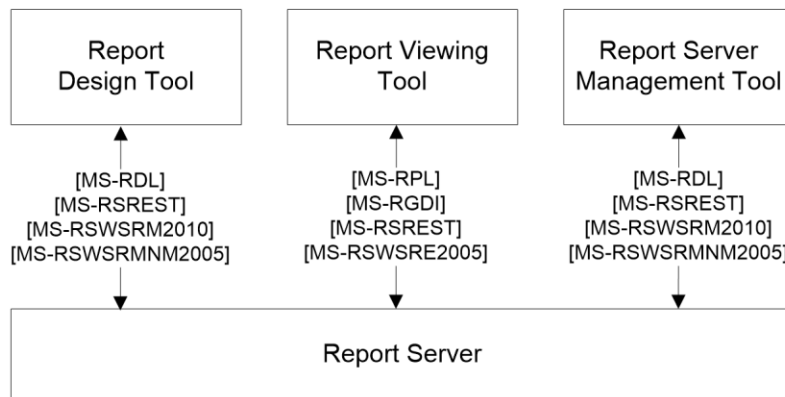 Report
Design Tool
Report Viewing
Tool
Report Server
Management Tool
[MS-RDL]
[MS-RSREST]
[MS-RSWSRM2010]
[MS-RSWSRMNM2005]
[MS-RPL]
[MS-RGDI]
[MS-RSREST]
[MS-RSWSRE2005]
[MS-RDL]
[MS-RSREST]
[MS-RSWSRM2010]
[MS-RSWSRMNM2005]
Report Server